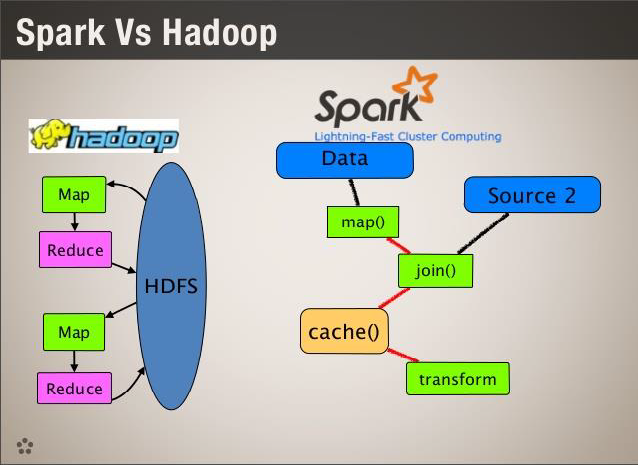 Spark Vs Hadoop
hadoop
Map
Reduce
Map
Reduce
HDFS
Spark
Lightning-Fast Cluster Computing
Data
Source 2
map()
join()
cache()
transform